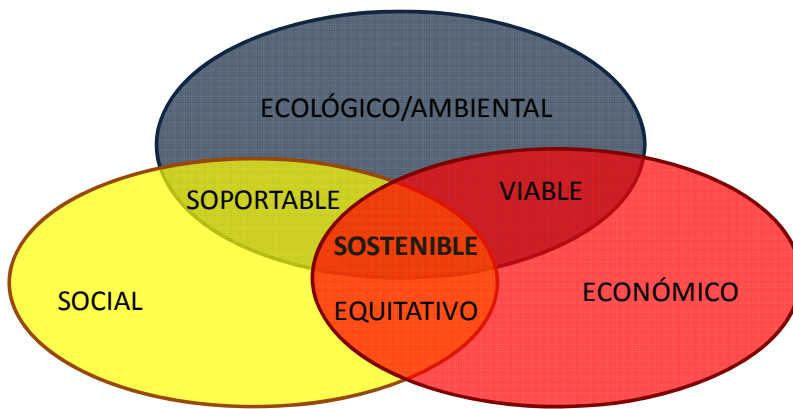 ECOLÓGICO/AMBIENTAL
SOPORTABLE
VIABLE
SOSTENIBLE
SOCIAL
EQUITATIVO
ECONÓMICO